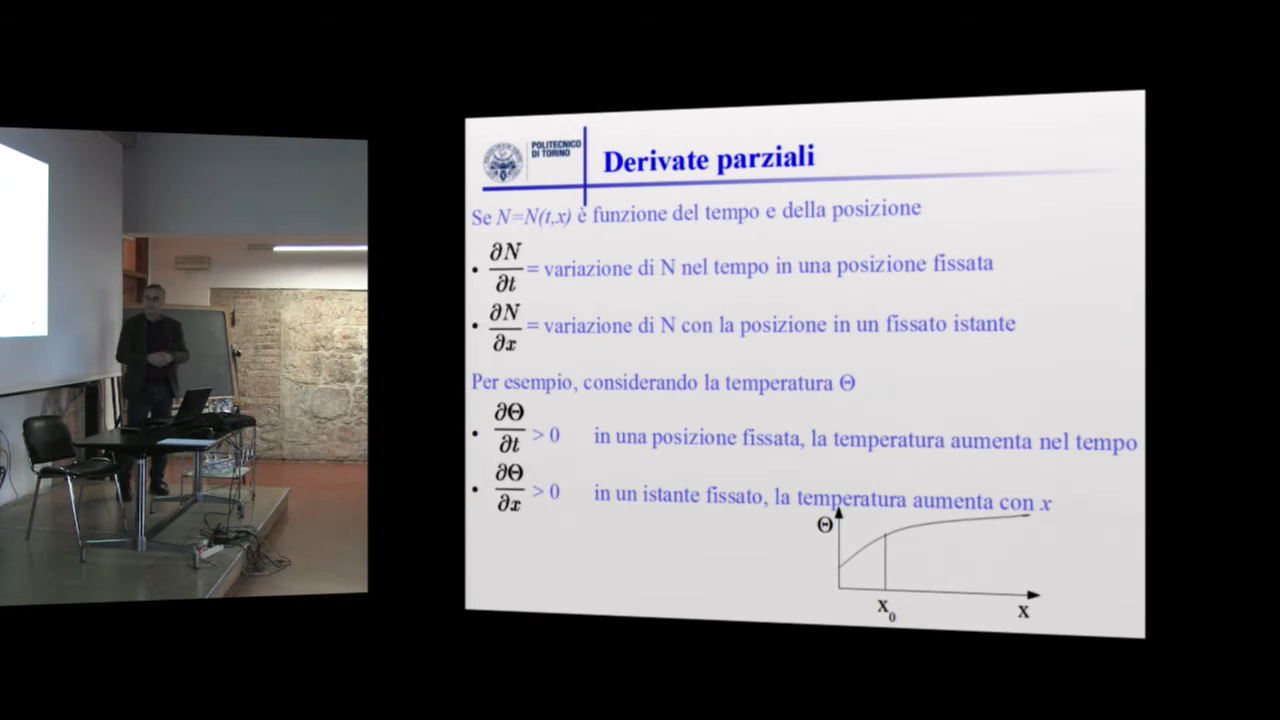 POLITECNICO
DI TORINO
Derivate parziali
Se N=N(t,x) è funzione del tempo e della posizione
• ∂N/∂t = variazione di N nel tempo in una posizione fissata
• ∂N/∂x = variazione di N con la posizione in un fissato istante
Per esempio, considerando la temperatura Θ
• ∂Θ/∂t > 0 in una posizione fissata, la temperatura aumenta nel tempo
• ∂Θ/∂x > 0 in un istante fissato, la temperatura aumenta con x
Θ
x₀
x